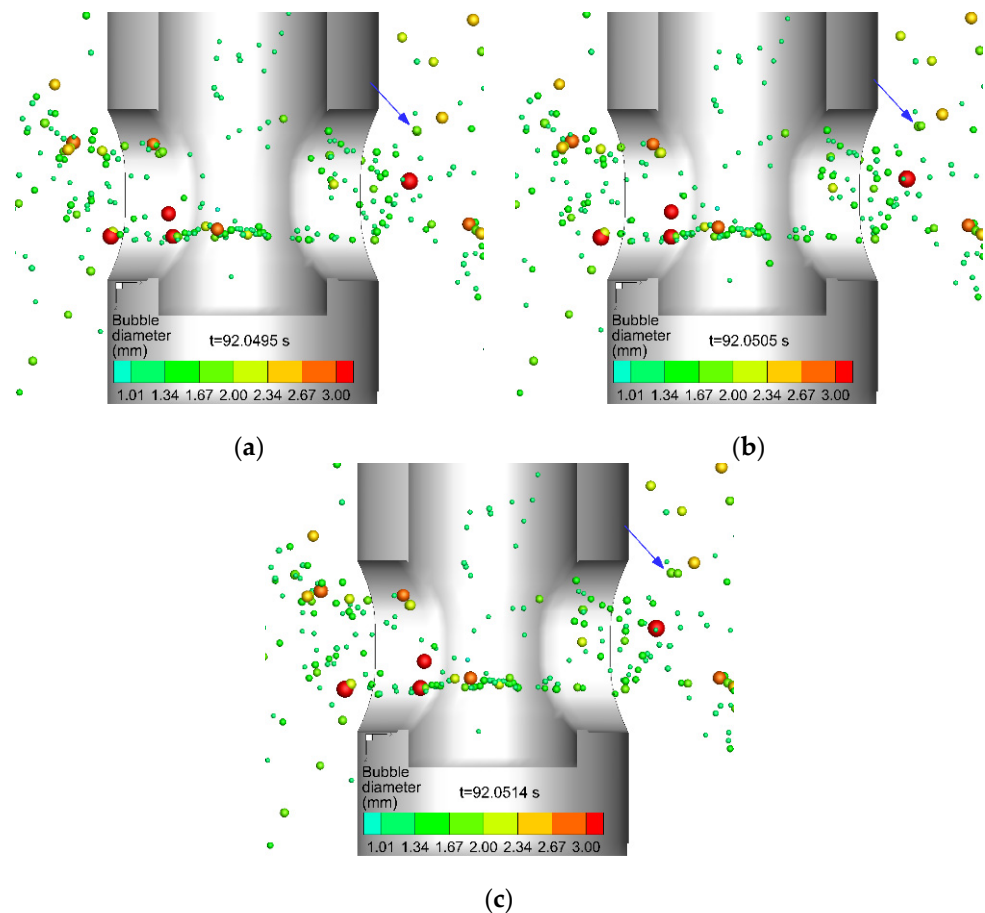 Bubble
diameter
(mm)
t=92.0495 s
1.01 1.34 1.67 2.00 2.34 2.67 3.00
(a)
Bubble
diameter
(mm)
t=92.0505 s
1.01 1.34 1.67 2.00 2.34 2.67 3.00
(b)
Bubble
diameter
(mm)
t=92.0514 s
1.01 1.34 1.67 2.00 2.34 2.67 3.00
(c)